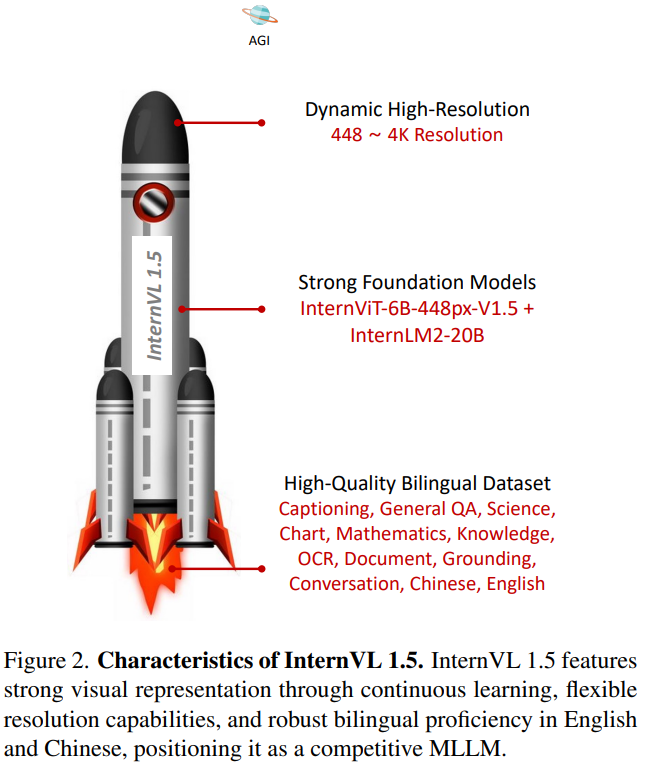 AGI
Dynamic High-Resolution
448 ~ 4K Resolution
InternVL 1.5
Strong Foundation Models
InternViT-6B-448px-V1.5 +
InternLM2-20B
High-Quality Bilingual Dataset
Captioning, General QA, Science,
Chart, Mathematics, Knowledge,
OCR, Document, Grounding,
Conversation, Chinese, English
Figure 2. Characteristics of InternVL 1.5. InternVL 1.5 features
strong visual representation through continuous learning, flexible
resolution capabilities, and robust bilingual proficiency in English
and Chinese, positioning it as a competitive MLLM.